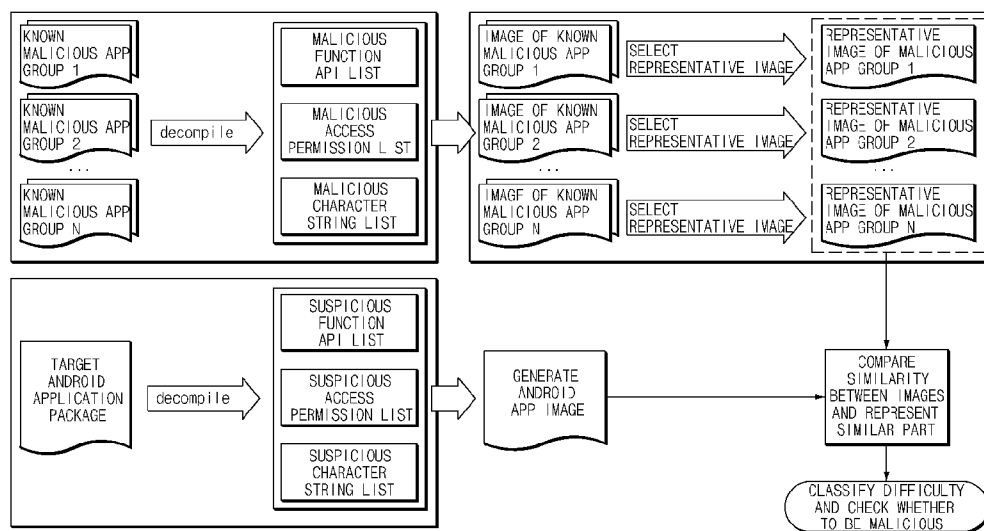 KNOWN
MALICIOUS APP
GROUP 1
KNOWN
MALICIOUS APP
GROUP 2
...
KNOWN
MALICIOUS APP
GROUP N
decompile
MALICIOUS
FUNCTION
API LIST
MALICIOUS
ACCESS
PERMISSION LIST
MALICIOUS
CHARACTER
STRING LIST
IMAGE OF KNOWN
MALICIOUS APP
GROUP 1
SELECT
REPRESENTATIVE IMAGE
REPRESENTATIVE
IMAGE OF MALICIOUS
APP GROUP 1
IMAGE OF KNOWN
MALICIOUS APP
GROUP 2
SELECT
REPRESENTATIVE IMAGE
REPRESENTATIVE
IMAGE OF MALICIOUS
APP GROUP 2
...
...
IMAGE OF KNOWN
MALICIOUS APP
GROUP N
SELECT
REPRESENTATIVE IMAGE
REPRESENTATIVE
IMAGE OF MALICIOUS
APP GROUP N
TARGET
ANDROID
APPLICATION
PACKAGE
decompile
SUSPICIOUS
FUNCTION
API LIST
SUSPICIOUS
ACCESS
PERMISSION LIST
SUSPICIOUS
CHARACTER
STRING LIST
GENERATE
ANDROID
APP IMAGE
COMPARE
SIMILARITY
BETWEEN IMAGES
AND REPRESENT
SIMILAR PART
CLASSIFY DIFFICULTY
AND CHECK WHETHER
TO BE MALICIOUS